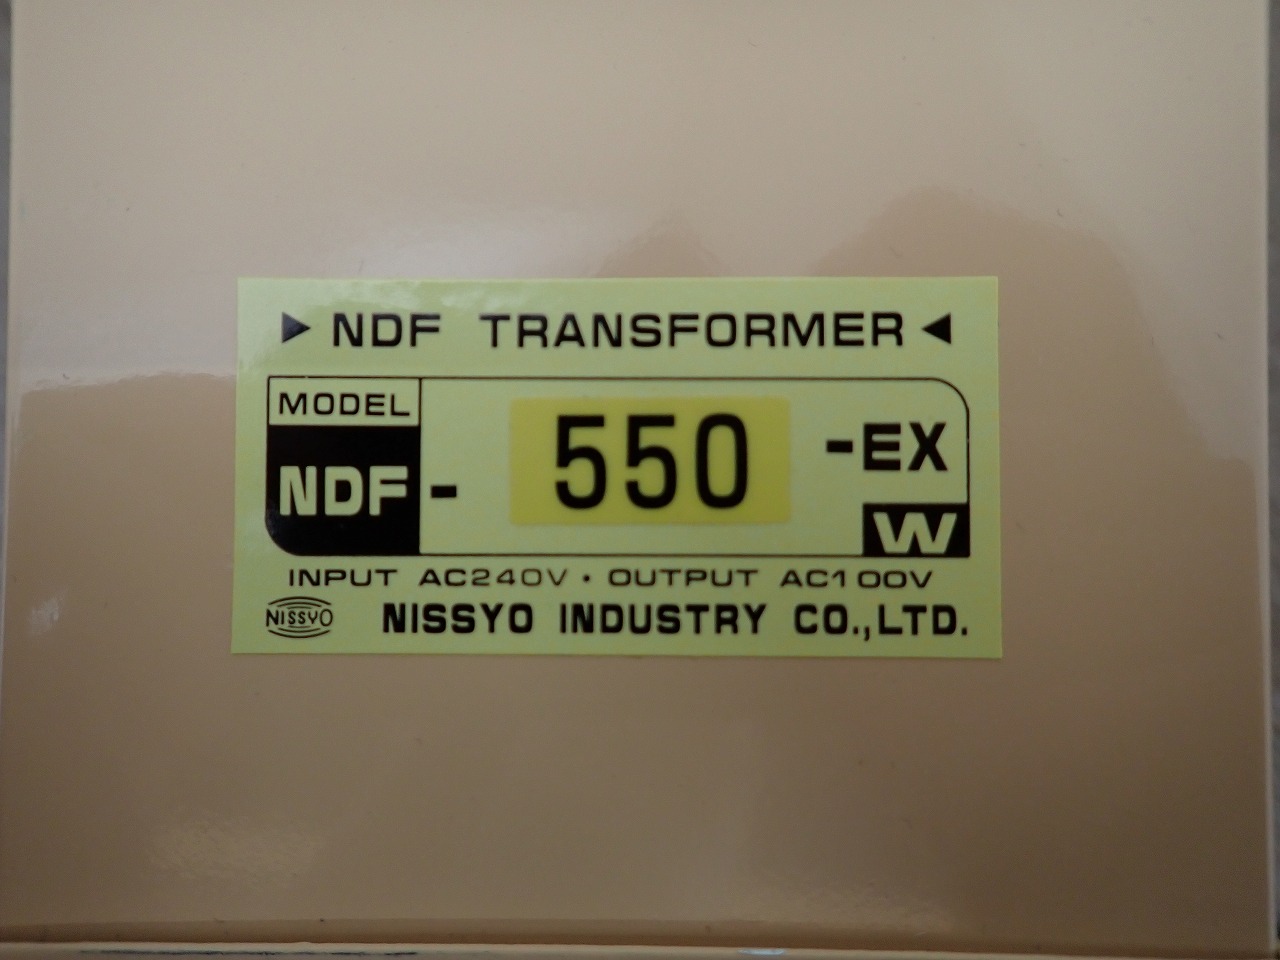 ▶ NDF TRANSFORMER ◀
MODEL
NDF- 550 -EX
W
INPUT AC240V・OUTPUT AC100V
NISSYO NISSYO INDUSTRY CO.,LTD.